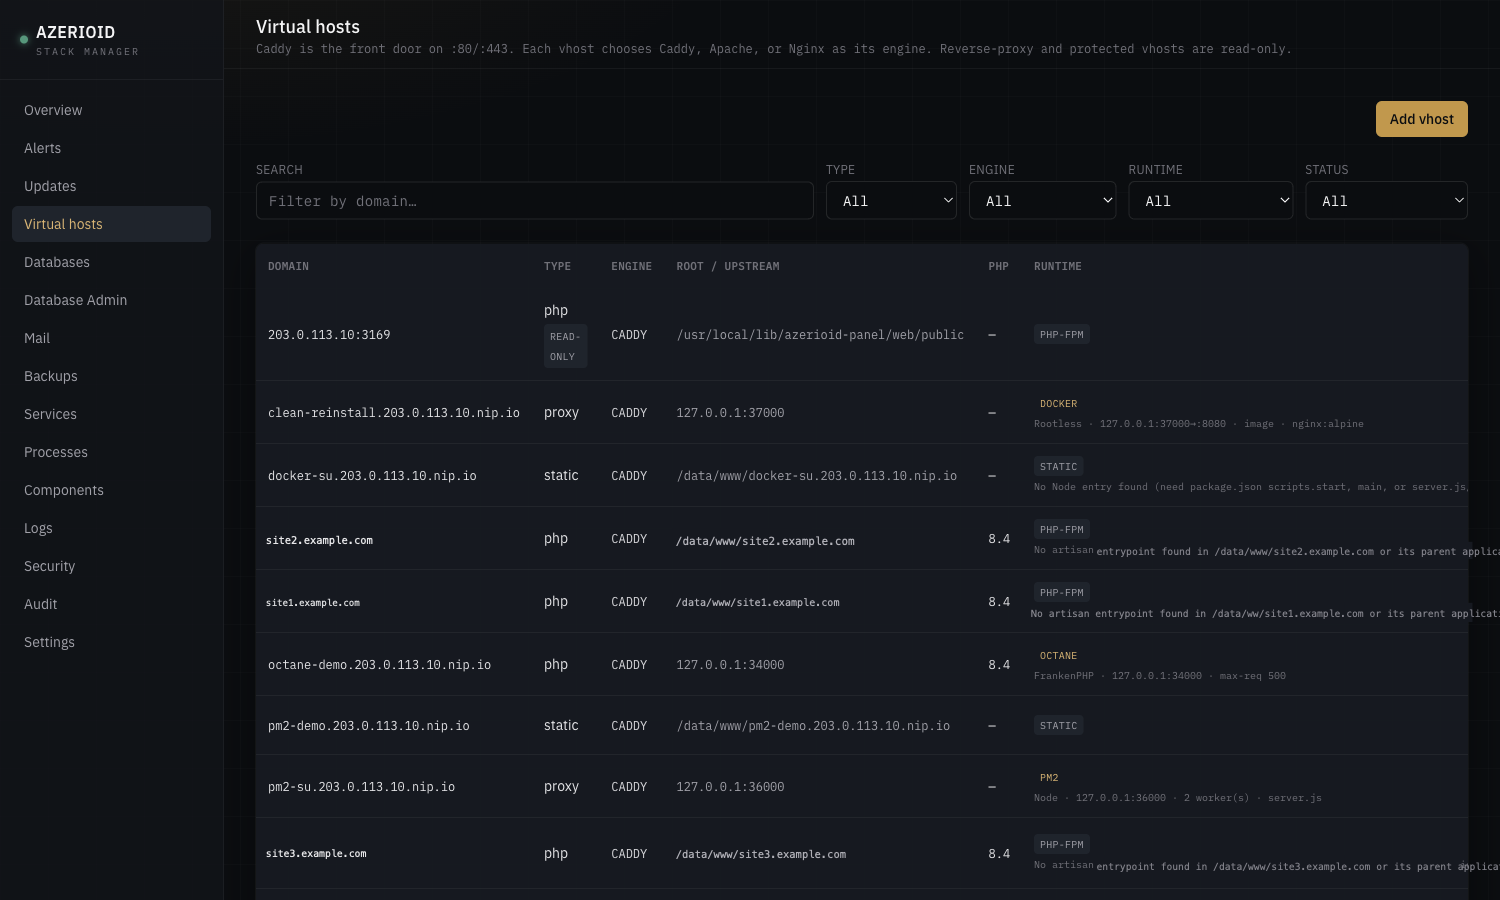 AZERIOID
STACK MANAGER
Overview
Alerts
Updates
Virtual hosts
Databases
Database Admin
Mail
Backups
Services
Processes
Components
Logs
Security
Audit
Settings
Virtual hosts
Caddy is the front door on :80/:443. Each vhost chooses Caddy, Apache, or Nginx as its engine. Reverse-proxy and protected vhosts are read-only.
Add vhost
SEARCH TYPE ENGINE RUNTIME STATUS
Filter by domain… All All All All
DOMAIN TYPE ENGINE ROOT / UPSTREAM PHP RUNTIME
php
203.0.113.10:3169 READ- CADDY /usr/local/lib/azerioid-panel/web/public — PHP-FPM
ONLY
DOCKER
clean-reinstall.203.0.113.10.nip.io proxy CADDY 127.0.0.1:37000 —
Rootless · 127.0.0.1:37000→:8080 · image · nginx:alpine
STATIC
docker-su.203.0.113.10.nip.io static CADDY /data/www/docker-su.203.0.113.10.nip.io —
No Node entry found (need package.json scripts.start, main, or server.js,
PHP-FPM
site2.example.com php CADDY /data/www/site2.example.com 8.4
No artisan entrypoint found in /data/www/site2.example.com or its parent applica
PHP-FPM
site1.example.com php CADDY /data/www/site1.example.com 8.4
No artisan entrypoint found in /data/ww/site1.example.com or its parent applicati
OCTANE
octane-demo.203.0.113.10.nip.io php CADDY 127.0.0.1:34000 8.4
FrankenPHP · 127.0.0.1:34000 · max-req 500
pm2-demo.203.0.113.10.nip.io static CADDY /data/www/pm2-demo.203.0.113.10.nip.io — STATIC
PM2
pm2-su.203.0.113.10.nip.io proxy CADDY 127.0.0.1:36000 —
Node · 127.0.0.1:36000 · 2 worker(s) · server.js
PHP-FPM
site3.example.com php CADDY /data/www/site3.example.com 8.4
No artisan entrypoint found in /data/www/site3.example.com or its parent applica